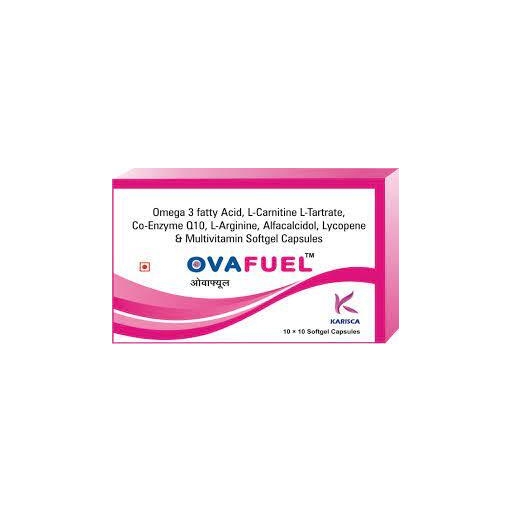 Omega 3 fatty Acid, L-Carnitine L-Tartrate,
Co-Enzyme Q10, L-Arginine, Alfacalcidol, Lycopene
& Multivitamin Softgel Capsules
OVAFUEL™
ओवाफ्यूल
KARISCA
10 × 10 Softgel Capsules